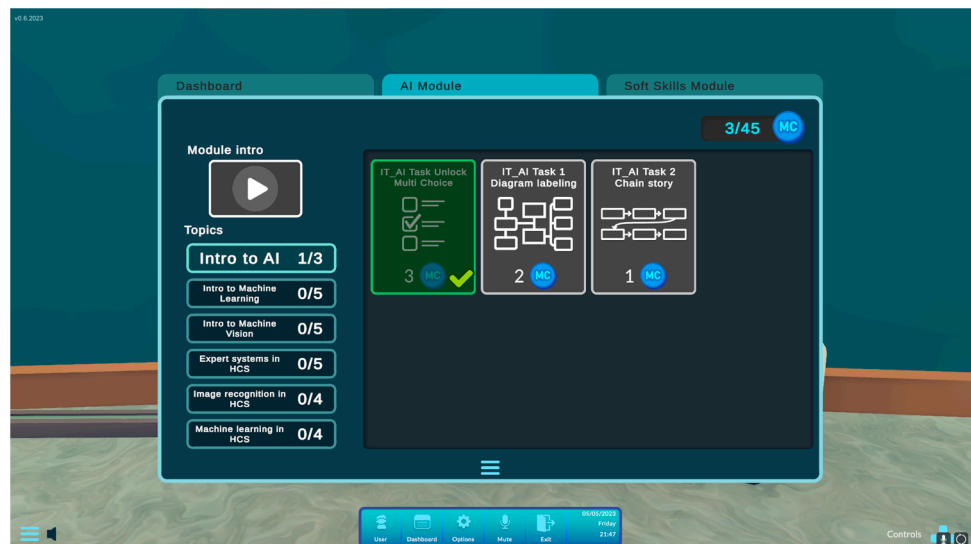 v0.6.2023
Dashboard
AI Module
Soft Skills Module
3/45 MC
Module intro
Topics
Intro to AI 1/3
Intro to Machine
Learning 0/5
Intro to Machine
Vision 0/5
Expert systems in
HCS 0/5
Image recognition in
HCS 0/4
Machine learning in
HCS 0/4
IT_AI Task Unlock
Multi Choice
3 MC
IT_AI Task 1
Diagram labeling
2 MC
IT_AI Task 2
Chain story
1 MC
User
Dashboard
Options
Mute
Exit
05/05/2023
Friday
21:47
Controls